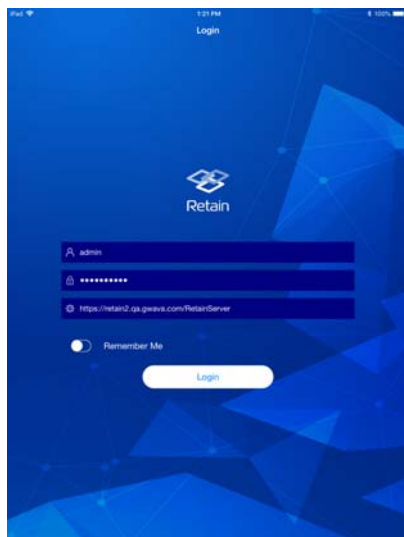 iPad 1:21 PM 100%
Login
Retain
admin
••••••••••
https://retain2.qa.gwava.com/RetainServer
Remember Me
Login